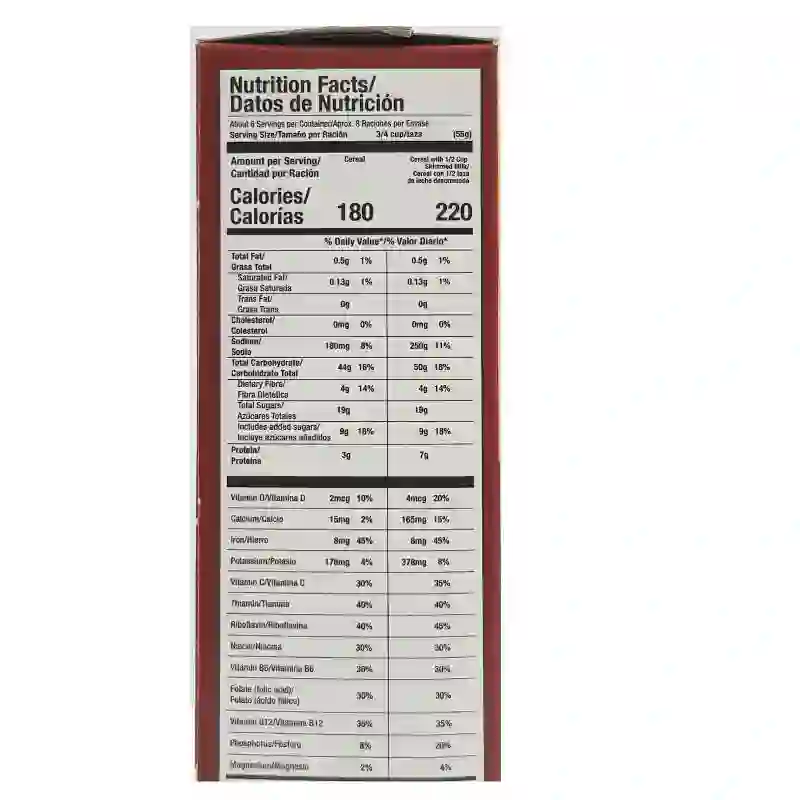 Nutrition Facts/
Datos de Nutrición
About 8 Servings per Container/Aprox. 8 Raciones por Envase
Serving Size/Tamaño por Ración 3/4 cup/taza (55g)
Amount per Serving/
Cantidad por Ración
Cereal
Cereal with 1/2 Cup
Skimmed Milk/
Cereal con 1/2 taza
de leche descremada
Calories/
Calorías 180 220
% Daily Value*/% Valor Diario*
Total Fat/
Grasa Total 0.5g 1% 0.5g 1%
Saturated Fat/
Grasa Saturada 0.13g 1% 0.13g 1%
Trans Fat/
Grasa Trans 0g 0g
Cholesterol/
Colesterol 0mg 0% 0mg 0%
Sodium/
Sodio 180mg 8% 250g 11%
Total Carbohydrate/
Carbohidrato Total 44g 16% 50g 18%
Dietary Fibre/
Fibra Dietética 4g 14% 4g 14%
Total Sugars/
Azúcares Totales 19g 19g
Includes added sugars/
Incluye azúcares añadidos 9g 18% 9g 18%
Protein/
Proteína 3g 7g
Vitamin D/Vitamina D 2mcg 10% 4mcg 20%
Calcium/Calcio 15mg 2% 165mg 15%
Iron/Hierro 8mg 45% 8mg 45%
Potassium/Potasio 178mg 4% 378mg 8%
Vitamin C/Vitamina C 30% 35%
Thiamin/Tiamina 40% 40%
Riboflavin/Riboflavina 40% 45%
Niacin/Niacina 30% 30%
Vitamin B6/Vitamina B6 30% 30%
Folate (folic acid)/
Folato (ácido fólico) 30% 30%
Vitamin B12/Vitamina B12 35% 35%
Phosphorus/Fósforo 8% 20%
Magnesium/Magnesio 2% 4%